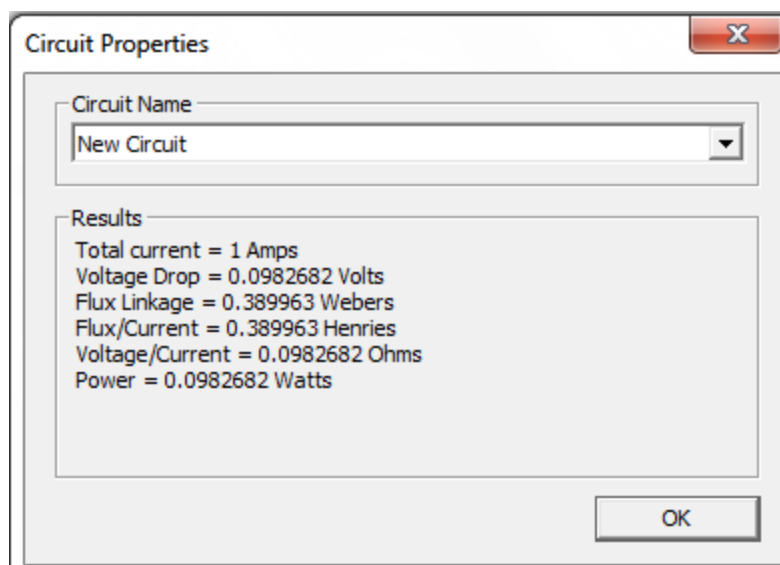 Circuit Properties
Circuit Name
New Circuit
Results
Total current = 1 Amps
Voltage Drop = 0.0982682 Volts
Flux Linkage = 0.389963 Webers
Flux/Current = 0.389963 Henries
Voltage/Current = 0.0982682 Ohms
Power = 0.0982682 Watts
OK